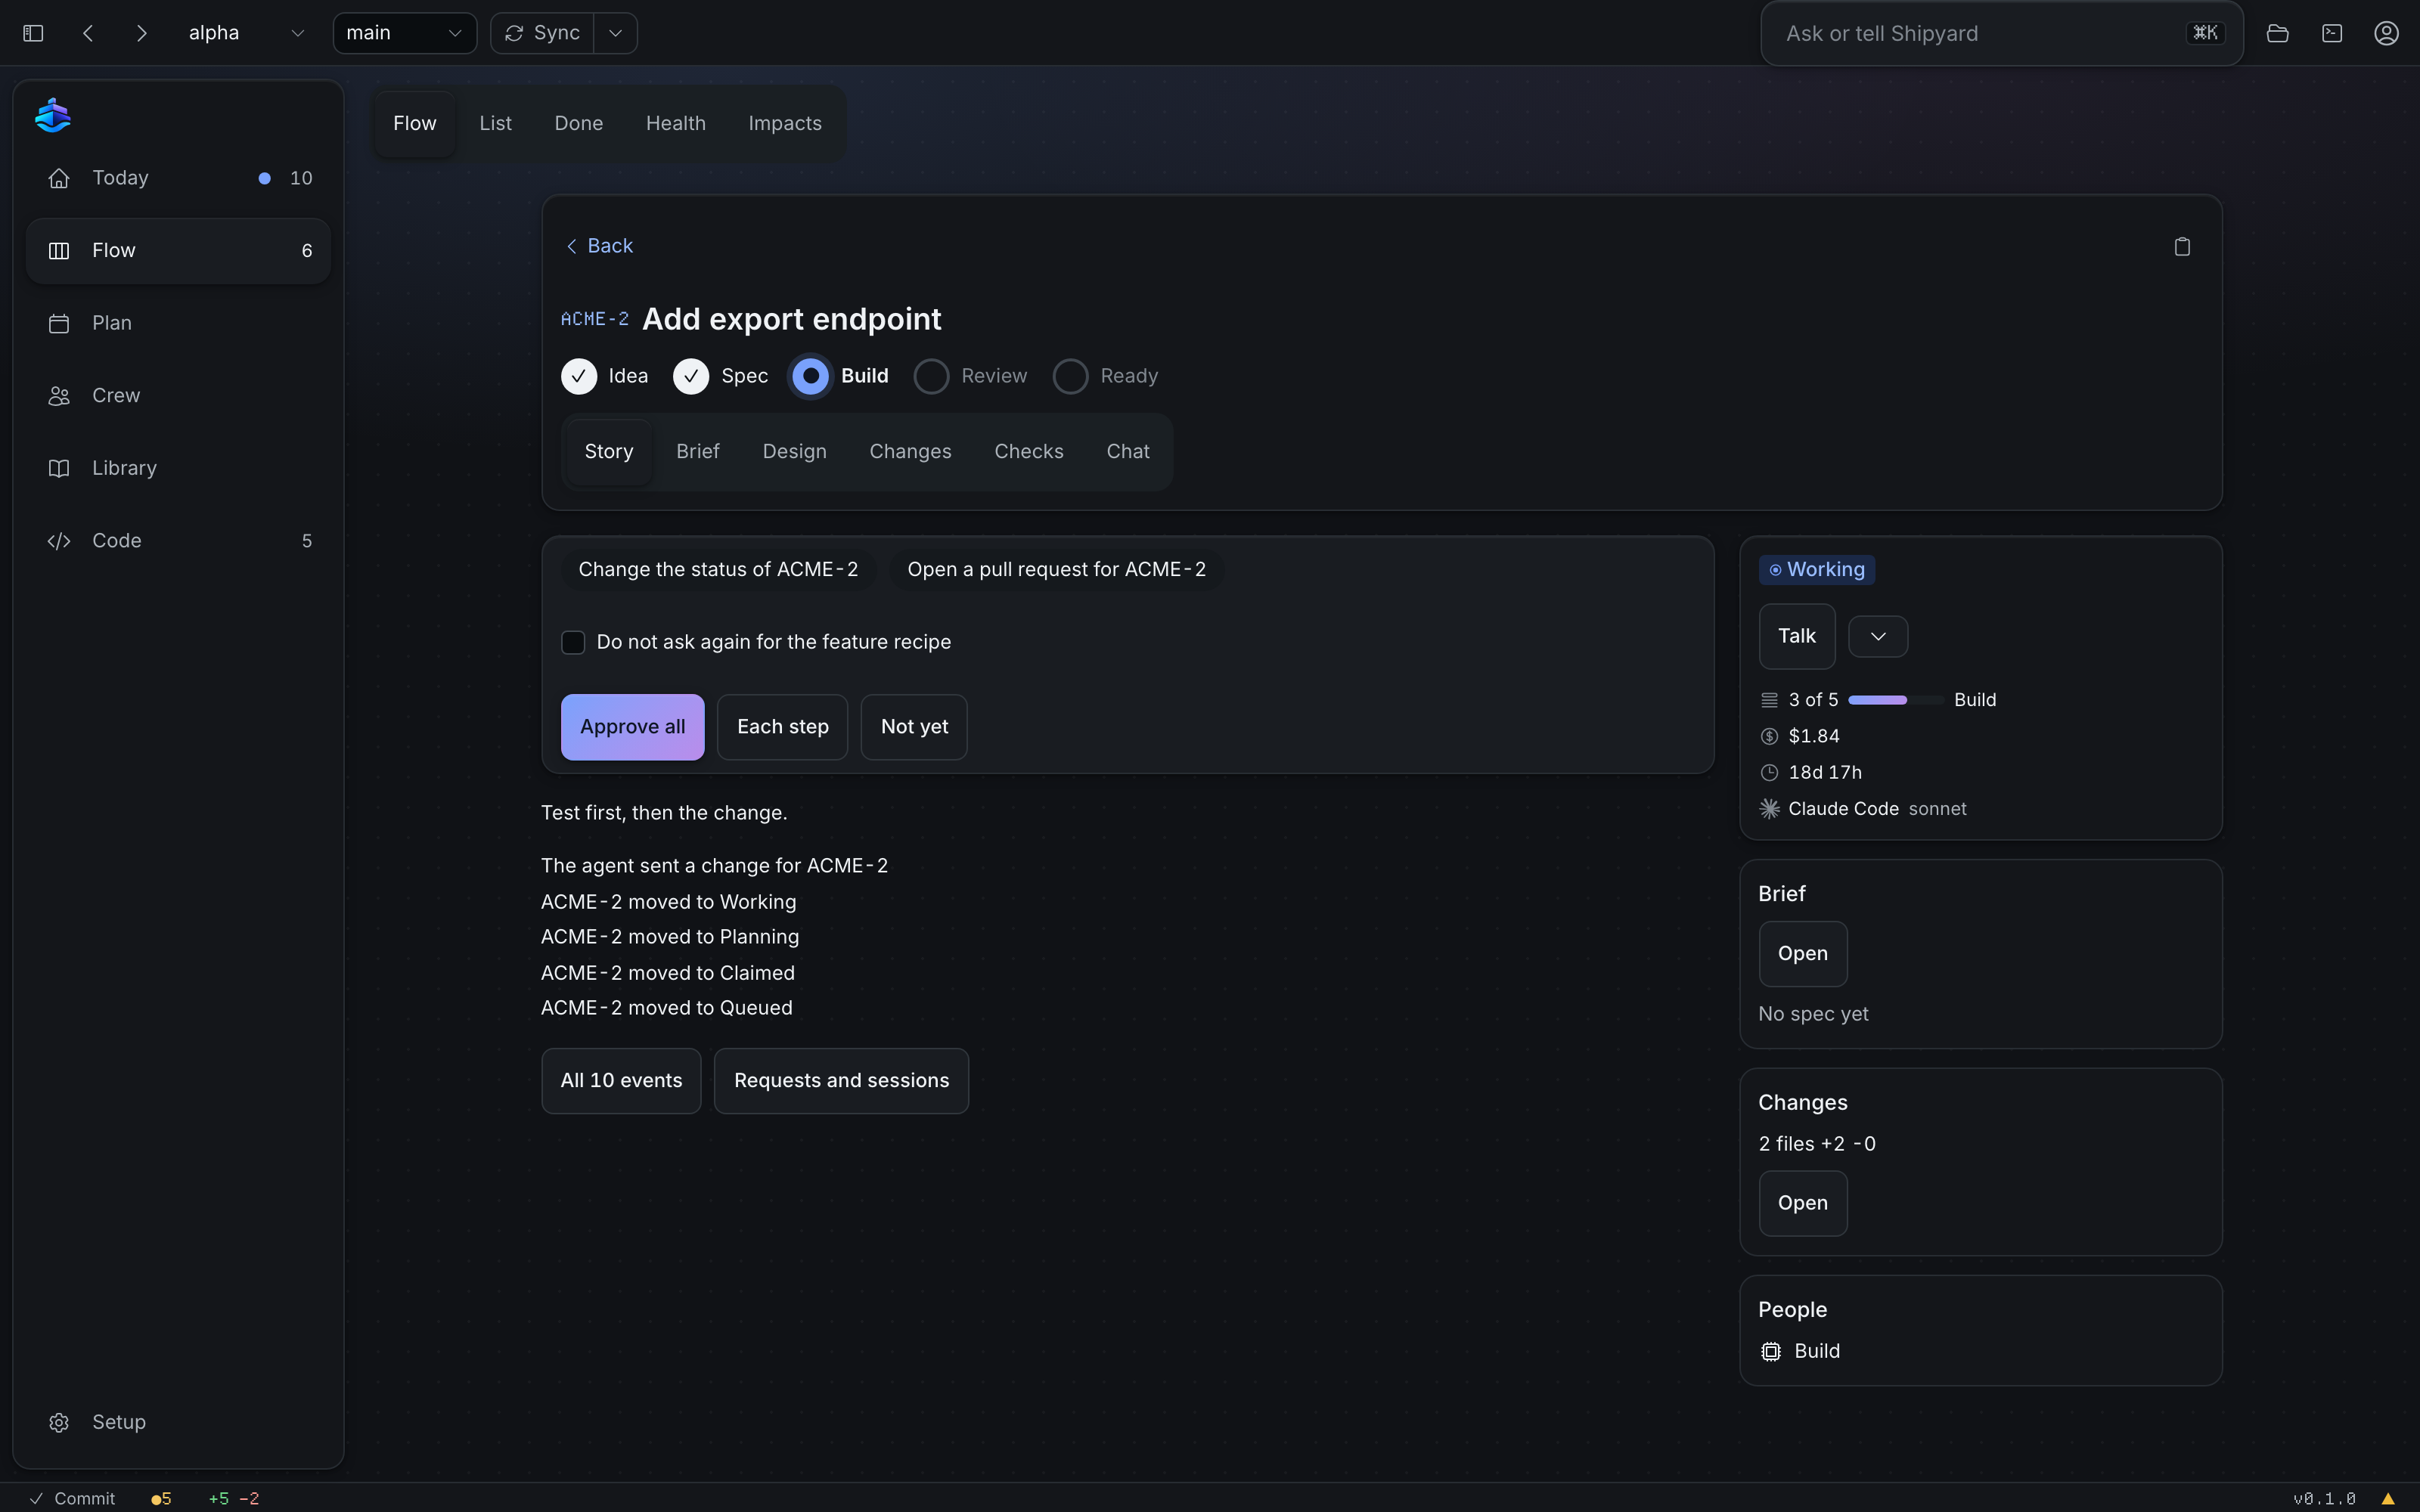 alpha
main
Sync
Ask or tell Shipyard
⌘K
Today 10
Flow 6
Plan
Crew
Library
Code 5
Setup
Flow List Done Health Impacts
Back
ACME-2 Add export endpoint
Idea Spec Build Review Ready
Story Brief Design Changes Checks Chat
Change the status of ACME-2
Open a pull request for ACME-2
Do not ask again for the feature recipe
Approve all Each step Not yet
Test first, then the change.
The agent sent a change for ACME-2
ACME-2 moved to Working
ACME-2 moved to Planning
ACME-2 moved to Claimed
ACME-2 moved to Queued
All 10 events Requests and sessions
Working
Talk
3 of 5 Build
$1.84
18d 17h
Claude Code sonnet
Brief
Open
No spec yet
Changes
2 files +2 -0
Open
People
Build
Commit 5 +5 -2
v0.1.0